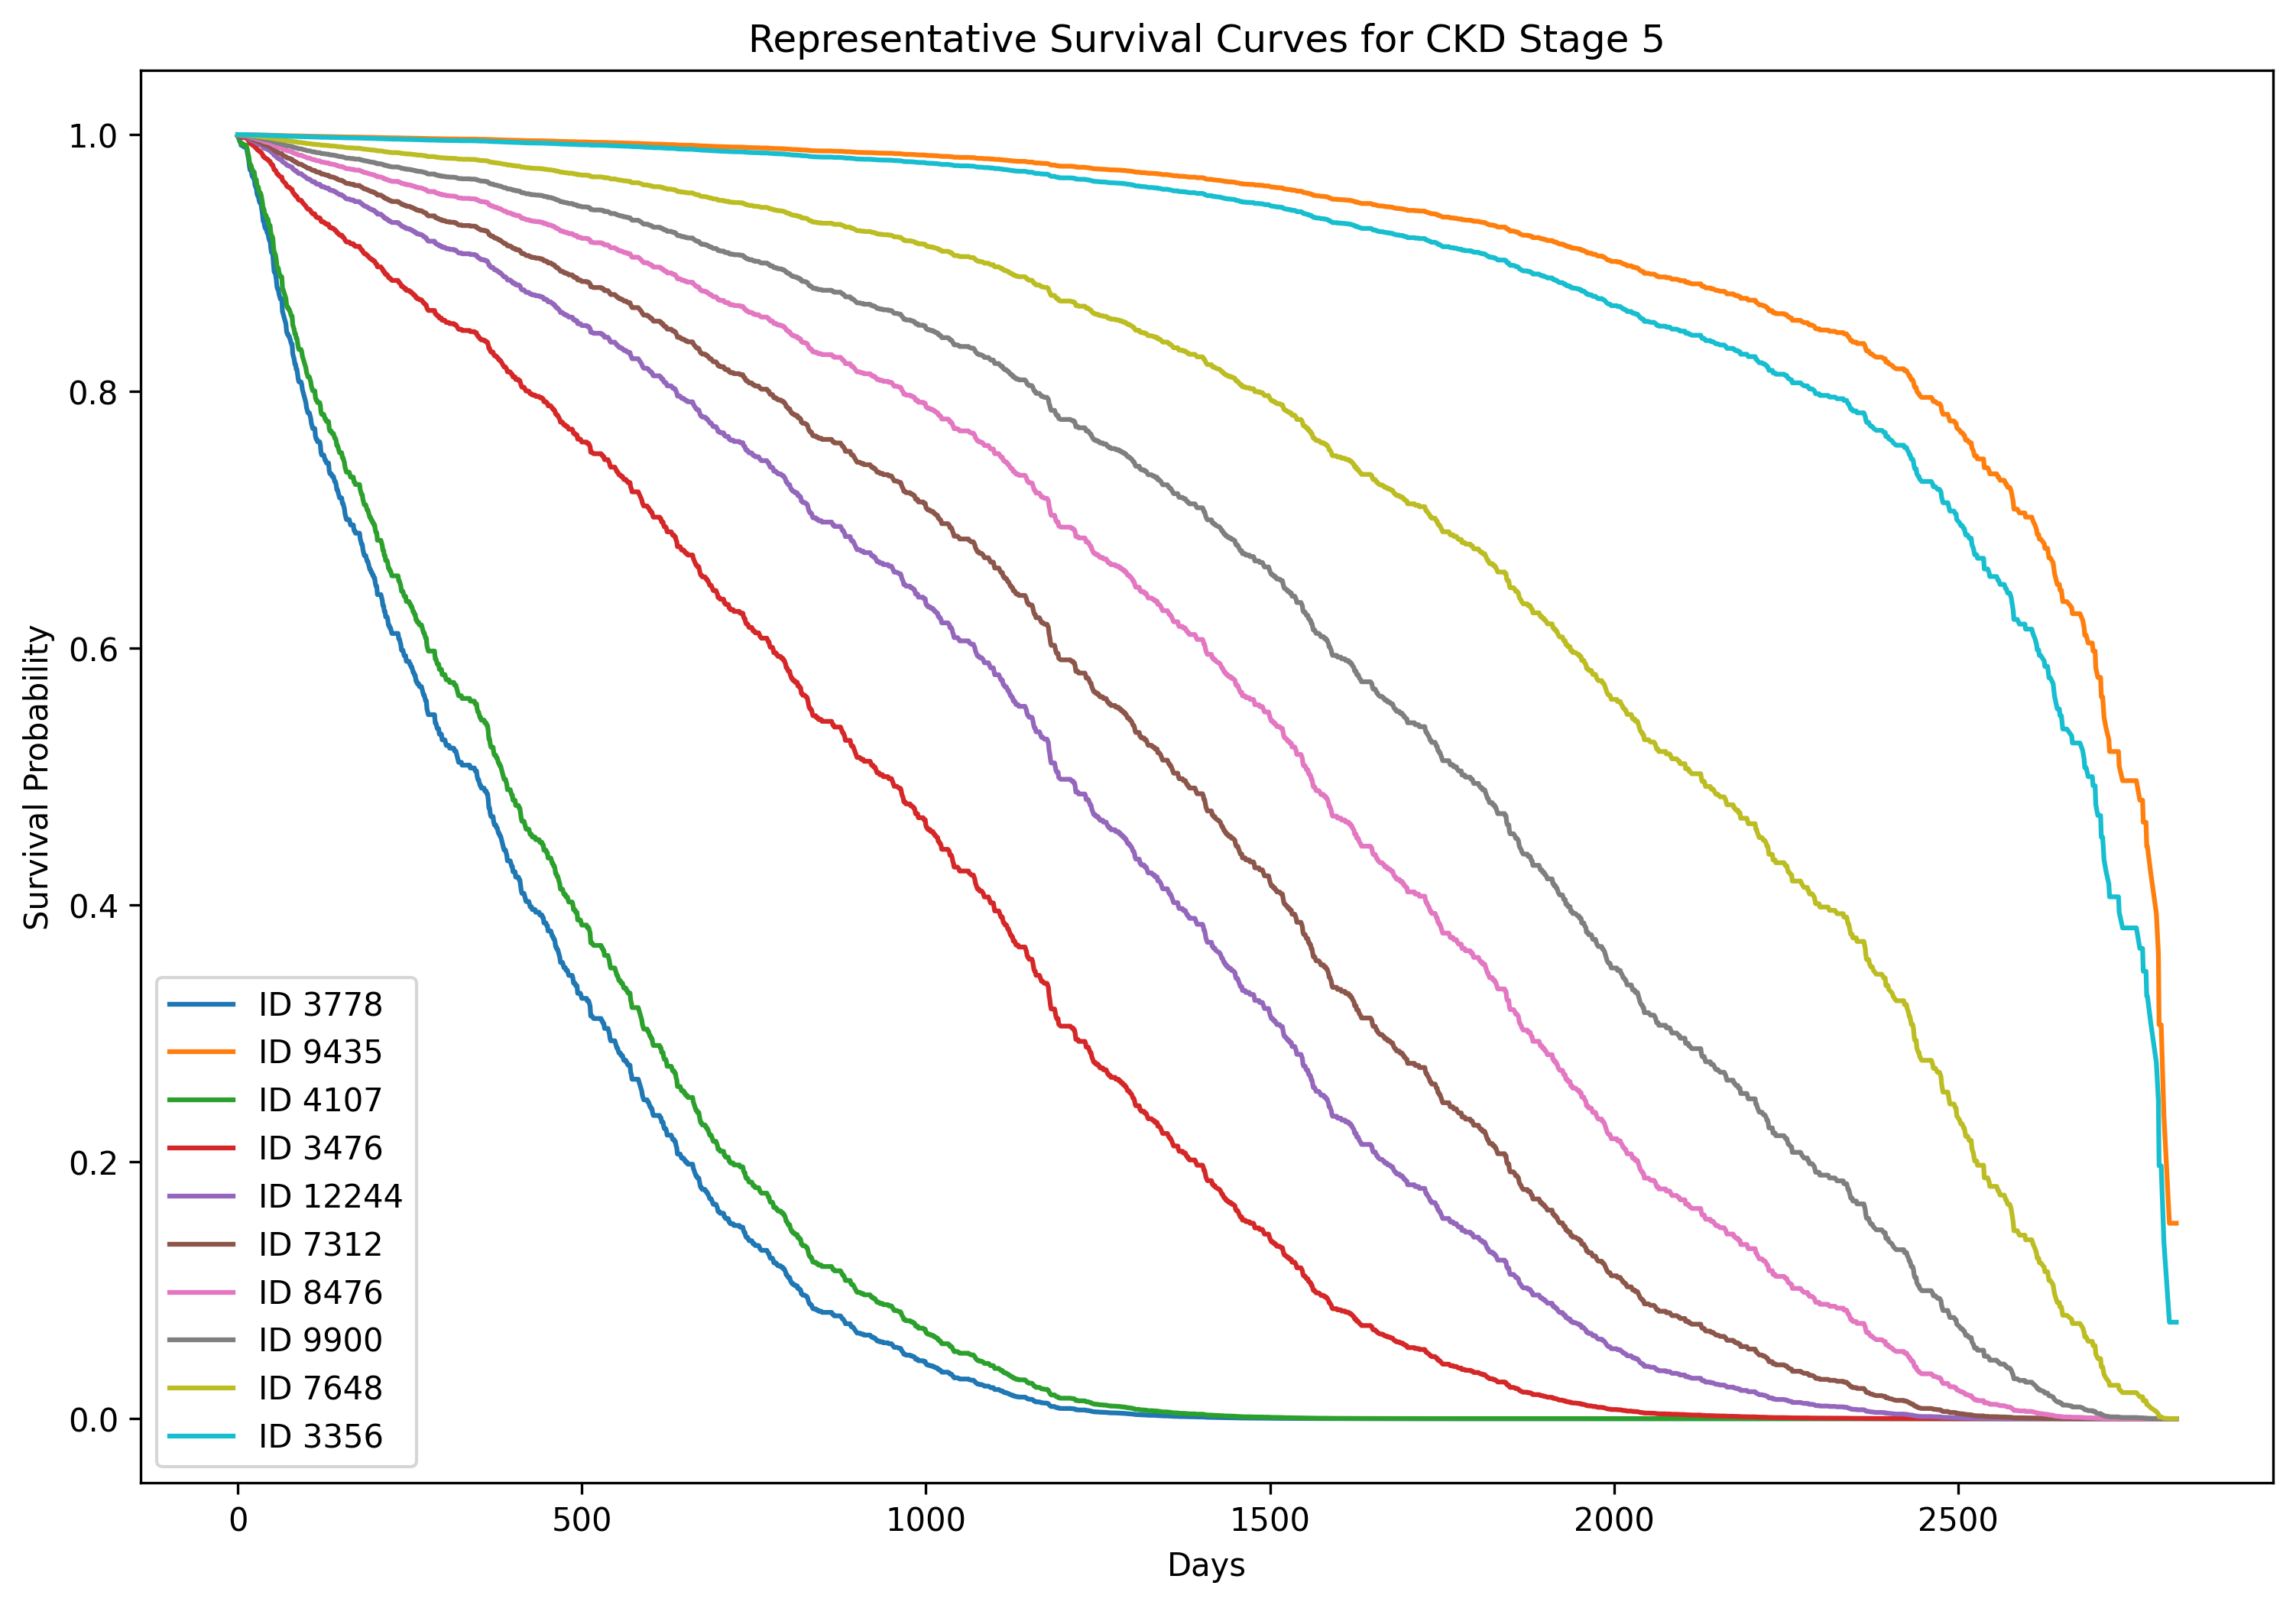 Representative Survival Curves for CKD Stage 5
1.0
0.8
0.6
0.4
0.2
0.0
Survival Probability
ID 3778
ID 9435
ID 4107
ID 3476
ID 12244
ID 7312
ID 8476
ID 9900
ID 7648
ID 3356
0 500 1000 1500 2000 2500
Days